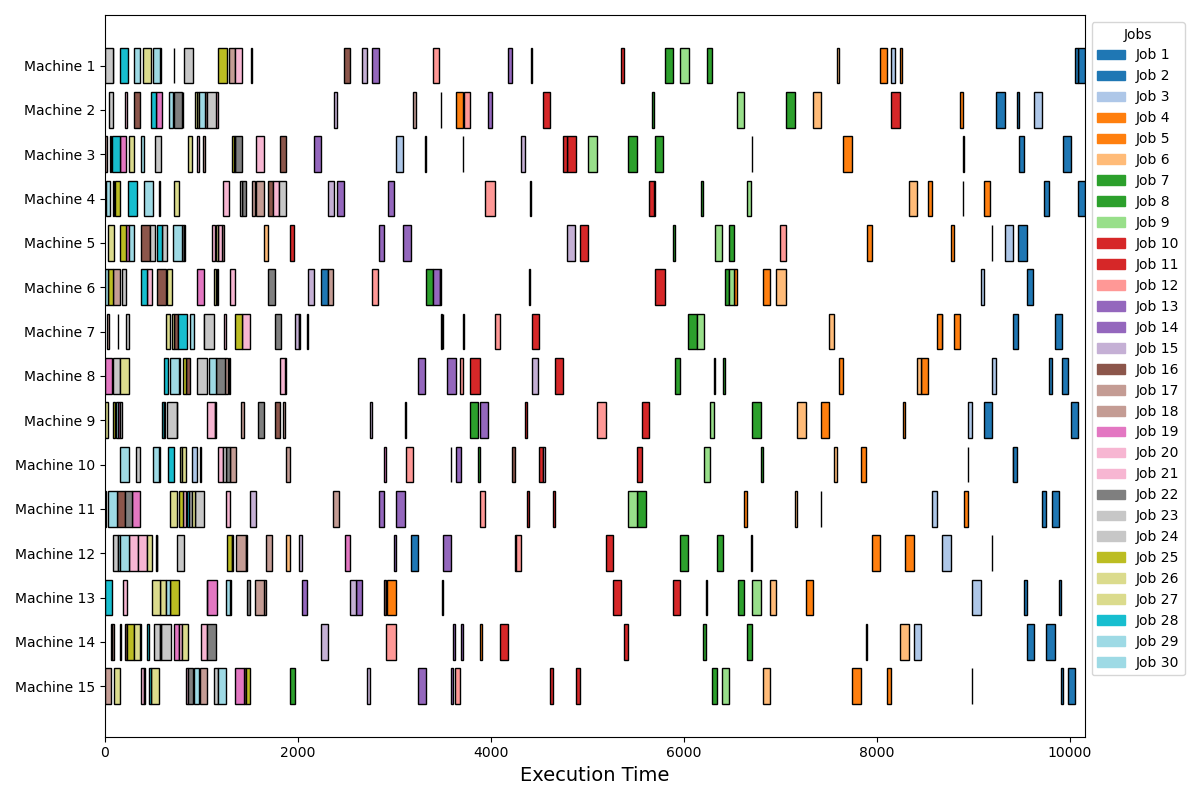 Machine 1
Machine 2
Machine 3
Machine 4
Machine 5
Machine 6
Machine 7
Machine 8
Machine 9
Machine 10
Machine 11
Machine 12
Machine 13
Machine 14
Machine 15
0 2000 4000 6000 8000 10000
Execution Time
Jobs
Job 1
Job 2
Job 3
Job 4
Job 5
Job 6
Job 7
Job 8
Job 9
Job 10
Job 11
Job 12
Job 13
Job 14
Job 15
Job 16
Job 17
Job 18
Job 19
Job 20
Job 21
Job 22
Job 23
Job 24
Job 25
Job 26
Job 27
Job 28
Job 29
Job 30